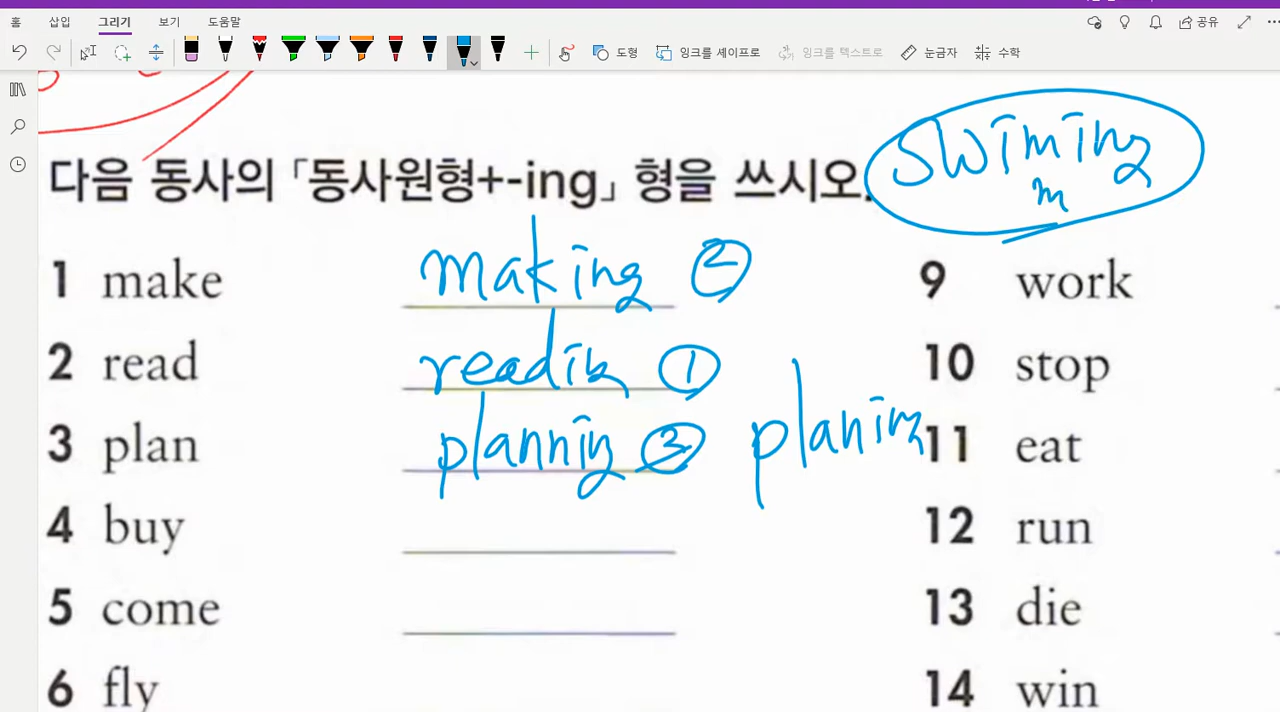 홈 삽입 그리기 보기 도움말 공유
도형 잉크를 셰이프로 잉크를 텍스트로 눈금자 수학
다음 동사의 「동사원형+-ing」 형을 쓰시오.
swiming
m
1 make making ②
2 read ①
3 plan ③
4 buy
5 come
6 fly
9 work
10 stop
11 eat
12 run
13 die
14 win